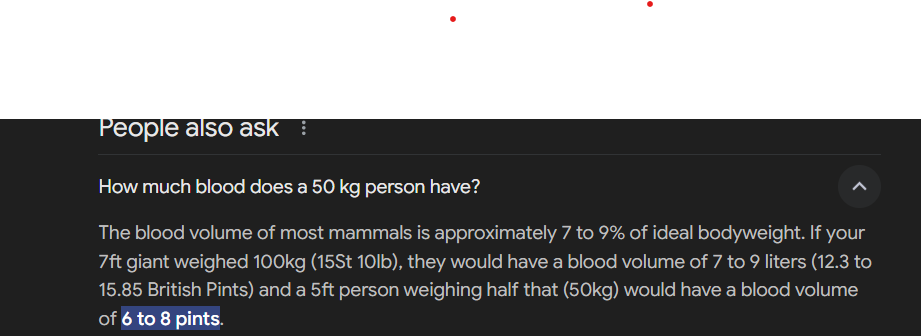 People also ask
How much blood does a 50 kg person have?
The blood volume of most mammals is approximately 7 to 9% of ideal bodyweight. If your
7ft giant weighed 100kg (15St 10lb), they would have a blood volume of 7 to 9 liters (12.3 to
15.85 British Pints) and a 5ft person weighing half that (50kg) would have a blood volume
of 6 to 8 pints.